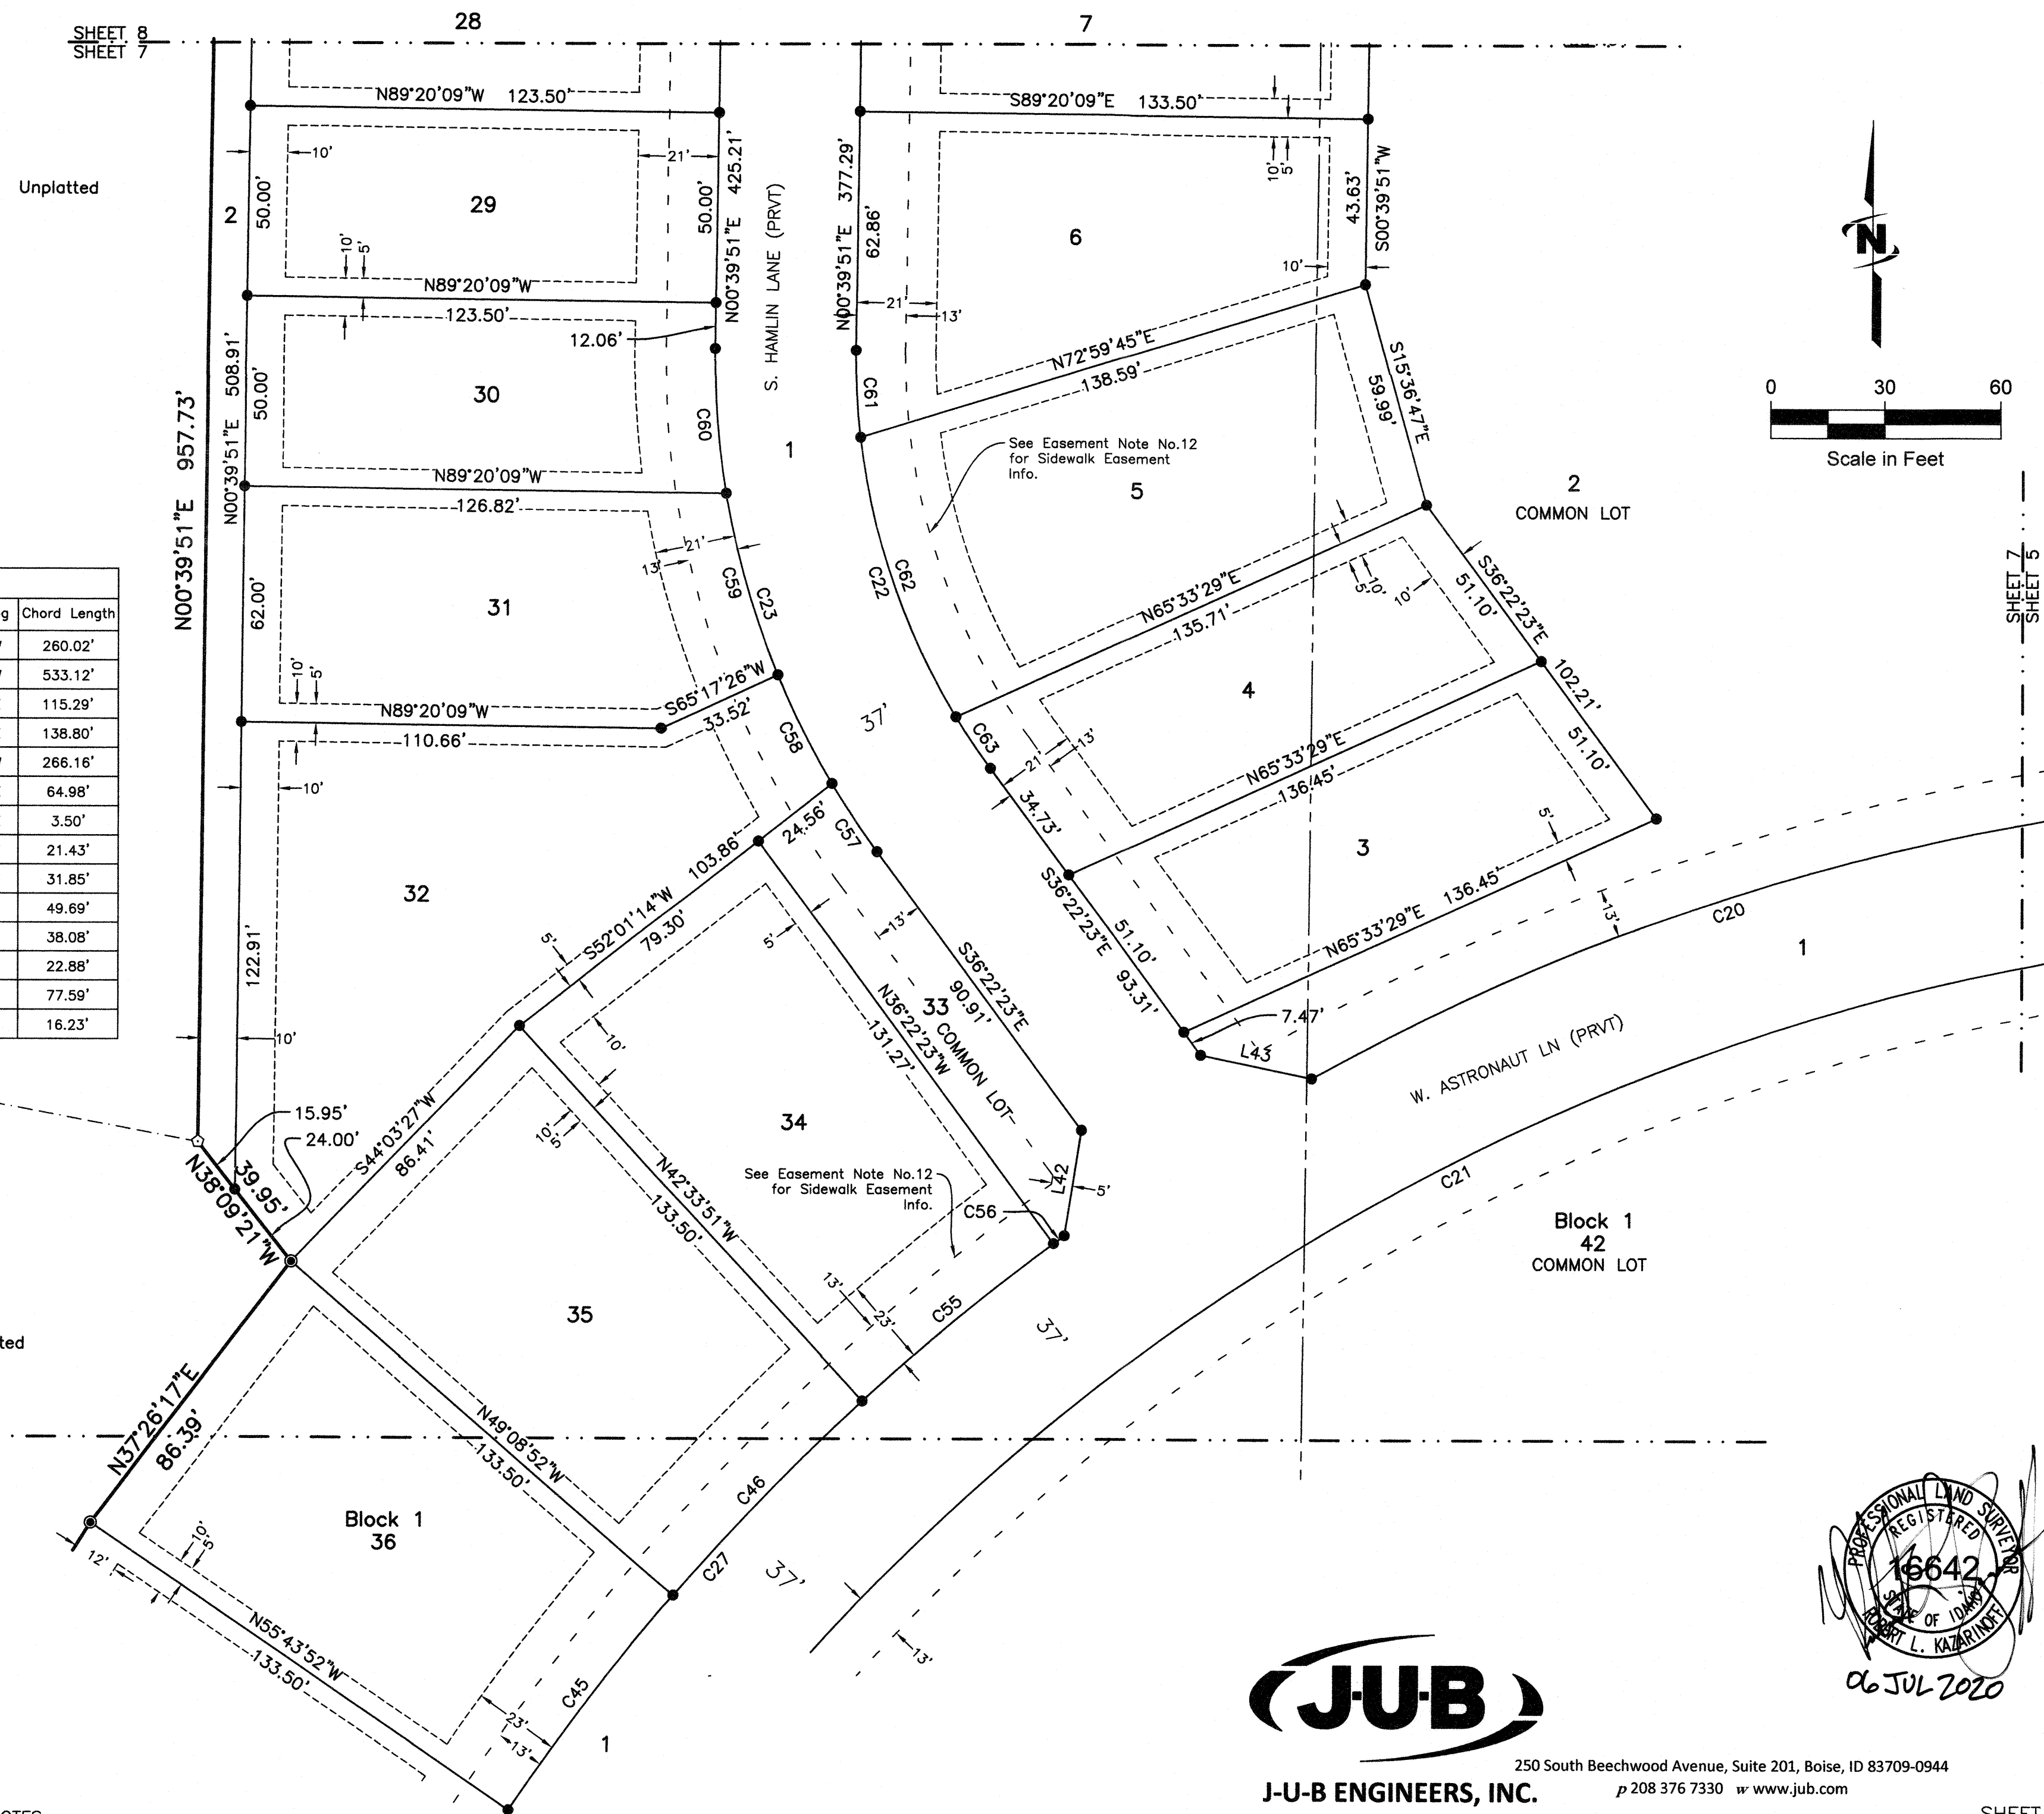 SHEET 8
SHEET 7
28
7
N89°20'09"W 123.50'
S89°20'09"E 133.50'
Unplatted
2
50.00'
10'
21'
29
50.00'
N00°39'51"E 425.21'
S. HAMLIN LANE (PRVT)
N00°39'51"E 377.29'
62.86'
6
10'
5'
43.63'
S00°39'51"W
10'
5'
10'
N
N89°20'09"W
123.50'
12.06'
21'
13'
N00°39'51"E 957.73'
N00°39'51"E 508.91'
50.00'
30
C60
C61
N72°59'45"E
138.59'
S15°36'47"E
59.99'
0 30 60
Scale in Feet
1
See Easement Note No.12
for Sidewalk Easement
Info.
5
2
COMMON LOT
N89°20'09"W
126.82'
21'
13'
C59
C23
C22
C62
62.00'
31
N65°33'29"E
135.71'
5'
10'
10'
S36°22'23"E
51.10'
102.21'
SHEET 7
SHEET 5
g Chord Length
260.02'
533.12'
115.29'
138.80'
266.16'
64.98'
3.50'
21.43'
31.85'
49.69'
38.08'
22.88'
77.59'
16.23'
10'
5'
N89°20'09"W
110.66'
S65°17'26"W
33.52'
C58
37'
C63
4
21'
13'
N65°33'29"E
136.45'
51.10'
10'
34.73'
24.56'
C57
3
5'
32
103.86'
S52°01'14"W
79.30'
5'
5'
13'
S36°22'23"E
90.91'
S36°22'23"E 93.31'
51.10'
N65°33'29"E 136.45'
13'
C20
1
122.91'
10'
10'
N36°22'23"W
131.27'
33
COMMON LOT
7.47'
L43
W. ASTRONAUT LN (PRVT)
15.95'
24.00'
S44°03'27"W
86.41'
10'
5'
34
39.95'
N38°09'21"W
N42°33'51"W
133.50'
See Easement Note No.12
for Sidewalk Easement
Info.
C56
L42
5'
C21
Block 1
42
COMMON LOT
13'
23'
C55
37'
35
ted
N37°26'17"E
86.39'
N49°08'52"W
133.50'
C46
Block 1
36
10'
5'
12'
C27
37'
N55°43'52"W
133.50'
C45
23'
13'
1
13'
PROFESSIONAL LAND SURVEYOR
REGISTERED
16642
STATE OF IDAHO
ROBERT L. KAZARINOFF
06 JUL 2020
J-U-B
J-U-B ENGINEERS, INC.
250 South Beechwood Avenue, Suite 201, Boise, ID 83709-0944
p 208 376 7330 w www.jub.com
SHEET